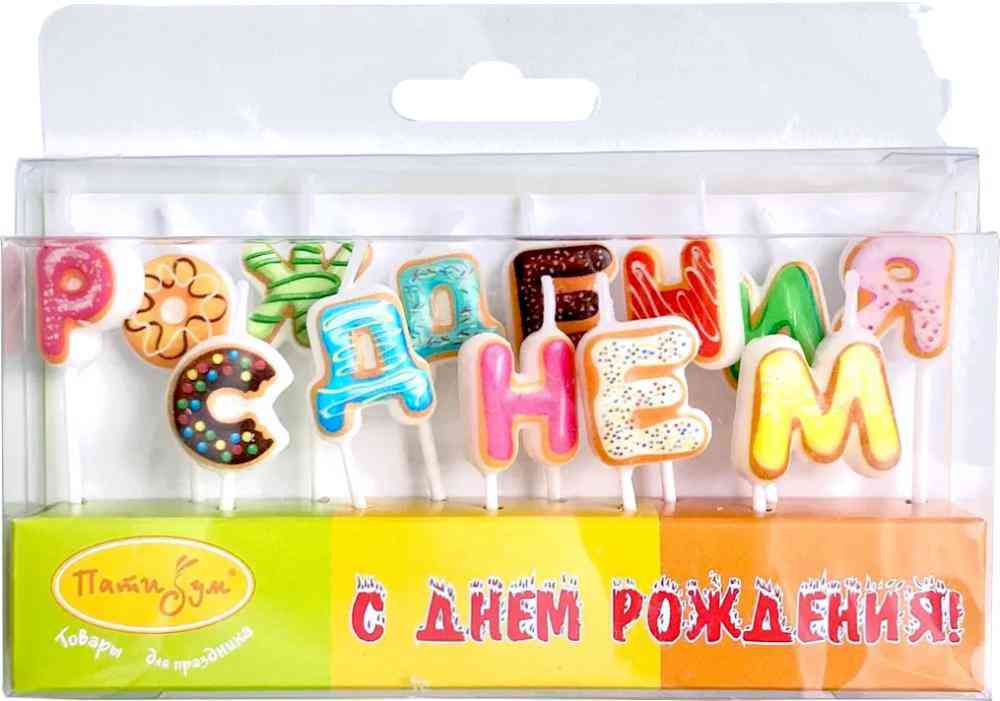 РОЖДЕНИЯ
С ДНЕМ
Пати Бум®
Товары для праздника
С ДНЕМ РОЖДЕНИЯ!